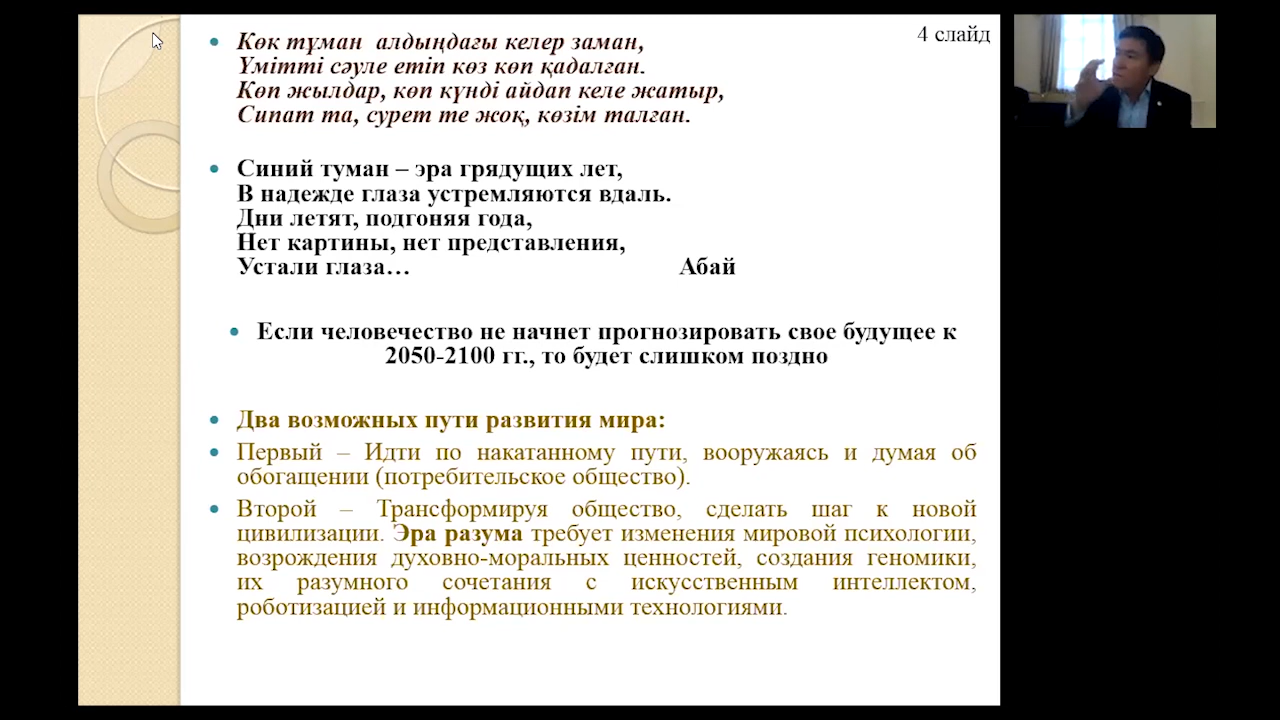 4 слайд
Көк тұман алдыңдағы келер заман,
Үмітті сәуле етіп көз көп қадалған.
Көп жылдар, көп күнді айдап келе жатыр,
Сипат та, сурет те жоқ, көзім талған.
Синий туман – эра грядущих лет,
В надежде глаза устремляются вдаль.
Дни летят, подгоняя года,
Нет картины, нет представления,
Устали глаза… Абай
Если человечество не начнет прогнозировать свое будущее к
2050-2100 гг., то будет слишком поздно
Два возможных пути развития мира:
Первый – Идти по накатанному пути, вооружаясь и думая об
обогащении (потребительское общество).
Второй – Трансформируя общество, сделать шаг к новой
цивилизации. Эра разума требует изменения мировой психологии,
возрождения духовно-моральных ценностей, создания геномики,
их разумного сочетания с искусственным интеллектом,
роботизацией и информационными технологиями.